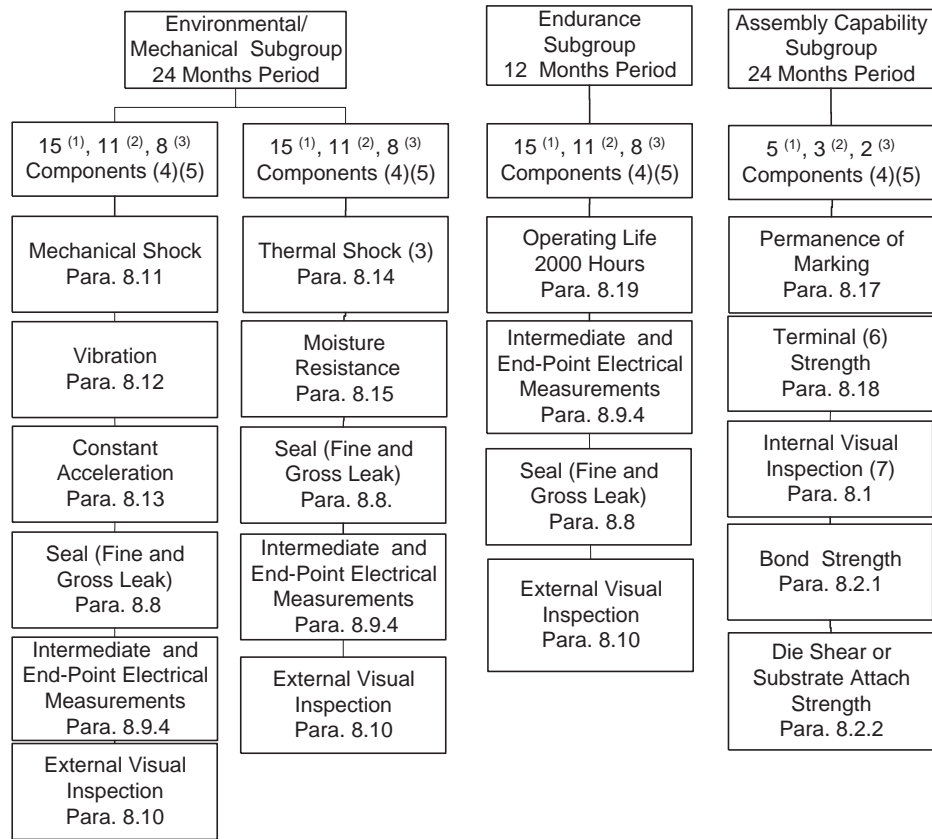 Environmental/
Mechanical Subgroup
24 Months Period
15 (1), 11 (2), 8 (3)
Components (4)(5)
Mechanical Shock
Para. 8.11
Vibration
Para. 8.12
Constant
Acceleration
Para. 8.13
Seal (Fine and
Gross Leak)
Para. 8.8
Intermediate and
End-Point Electrical
Measurements
Para. 8.9.4
External Visual
Inspection
Para. 8.10
15 (1), 11 (2), 8 (3)
Components (4)(5)
Thermal Shock (3)
Para. 8.14
Moisture
Resistance
Para. 8.15
Seal (Fine and
Gross Leak)
Para. 8.8.
Intermediate and
End-Point Electrical
Measurements
Para. 8.9.4
External Visual
Inspection
Para. 8.10
Endurance
Subgroup
12 Months Period
15 (1), 11 (2), 8 (3)
Components (4)(5)
Operating Life
2000 Hours
Para. 8.19
Intermediate and
End-Point Electrical
Measurements
Para. 8.9.4
Seal (Fine and
Gross Leak)
Para. 8.8
External Visual
Inspection
Para. 8.10
Assembly Capability
Subgroup
24 Months Period
5 (1), 3 (2), 2 (3)
Components (4)(5)
Permanence of
Marking
Para. 8.17
Terminal (6)
Strength
Para. 8.18
Internal Visual
Inspection (7)
Para. 8.1
Bond Strength
Para. 8.2.1
Die Shear or
Substrate Attach
Strength
Para. 8.2.2